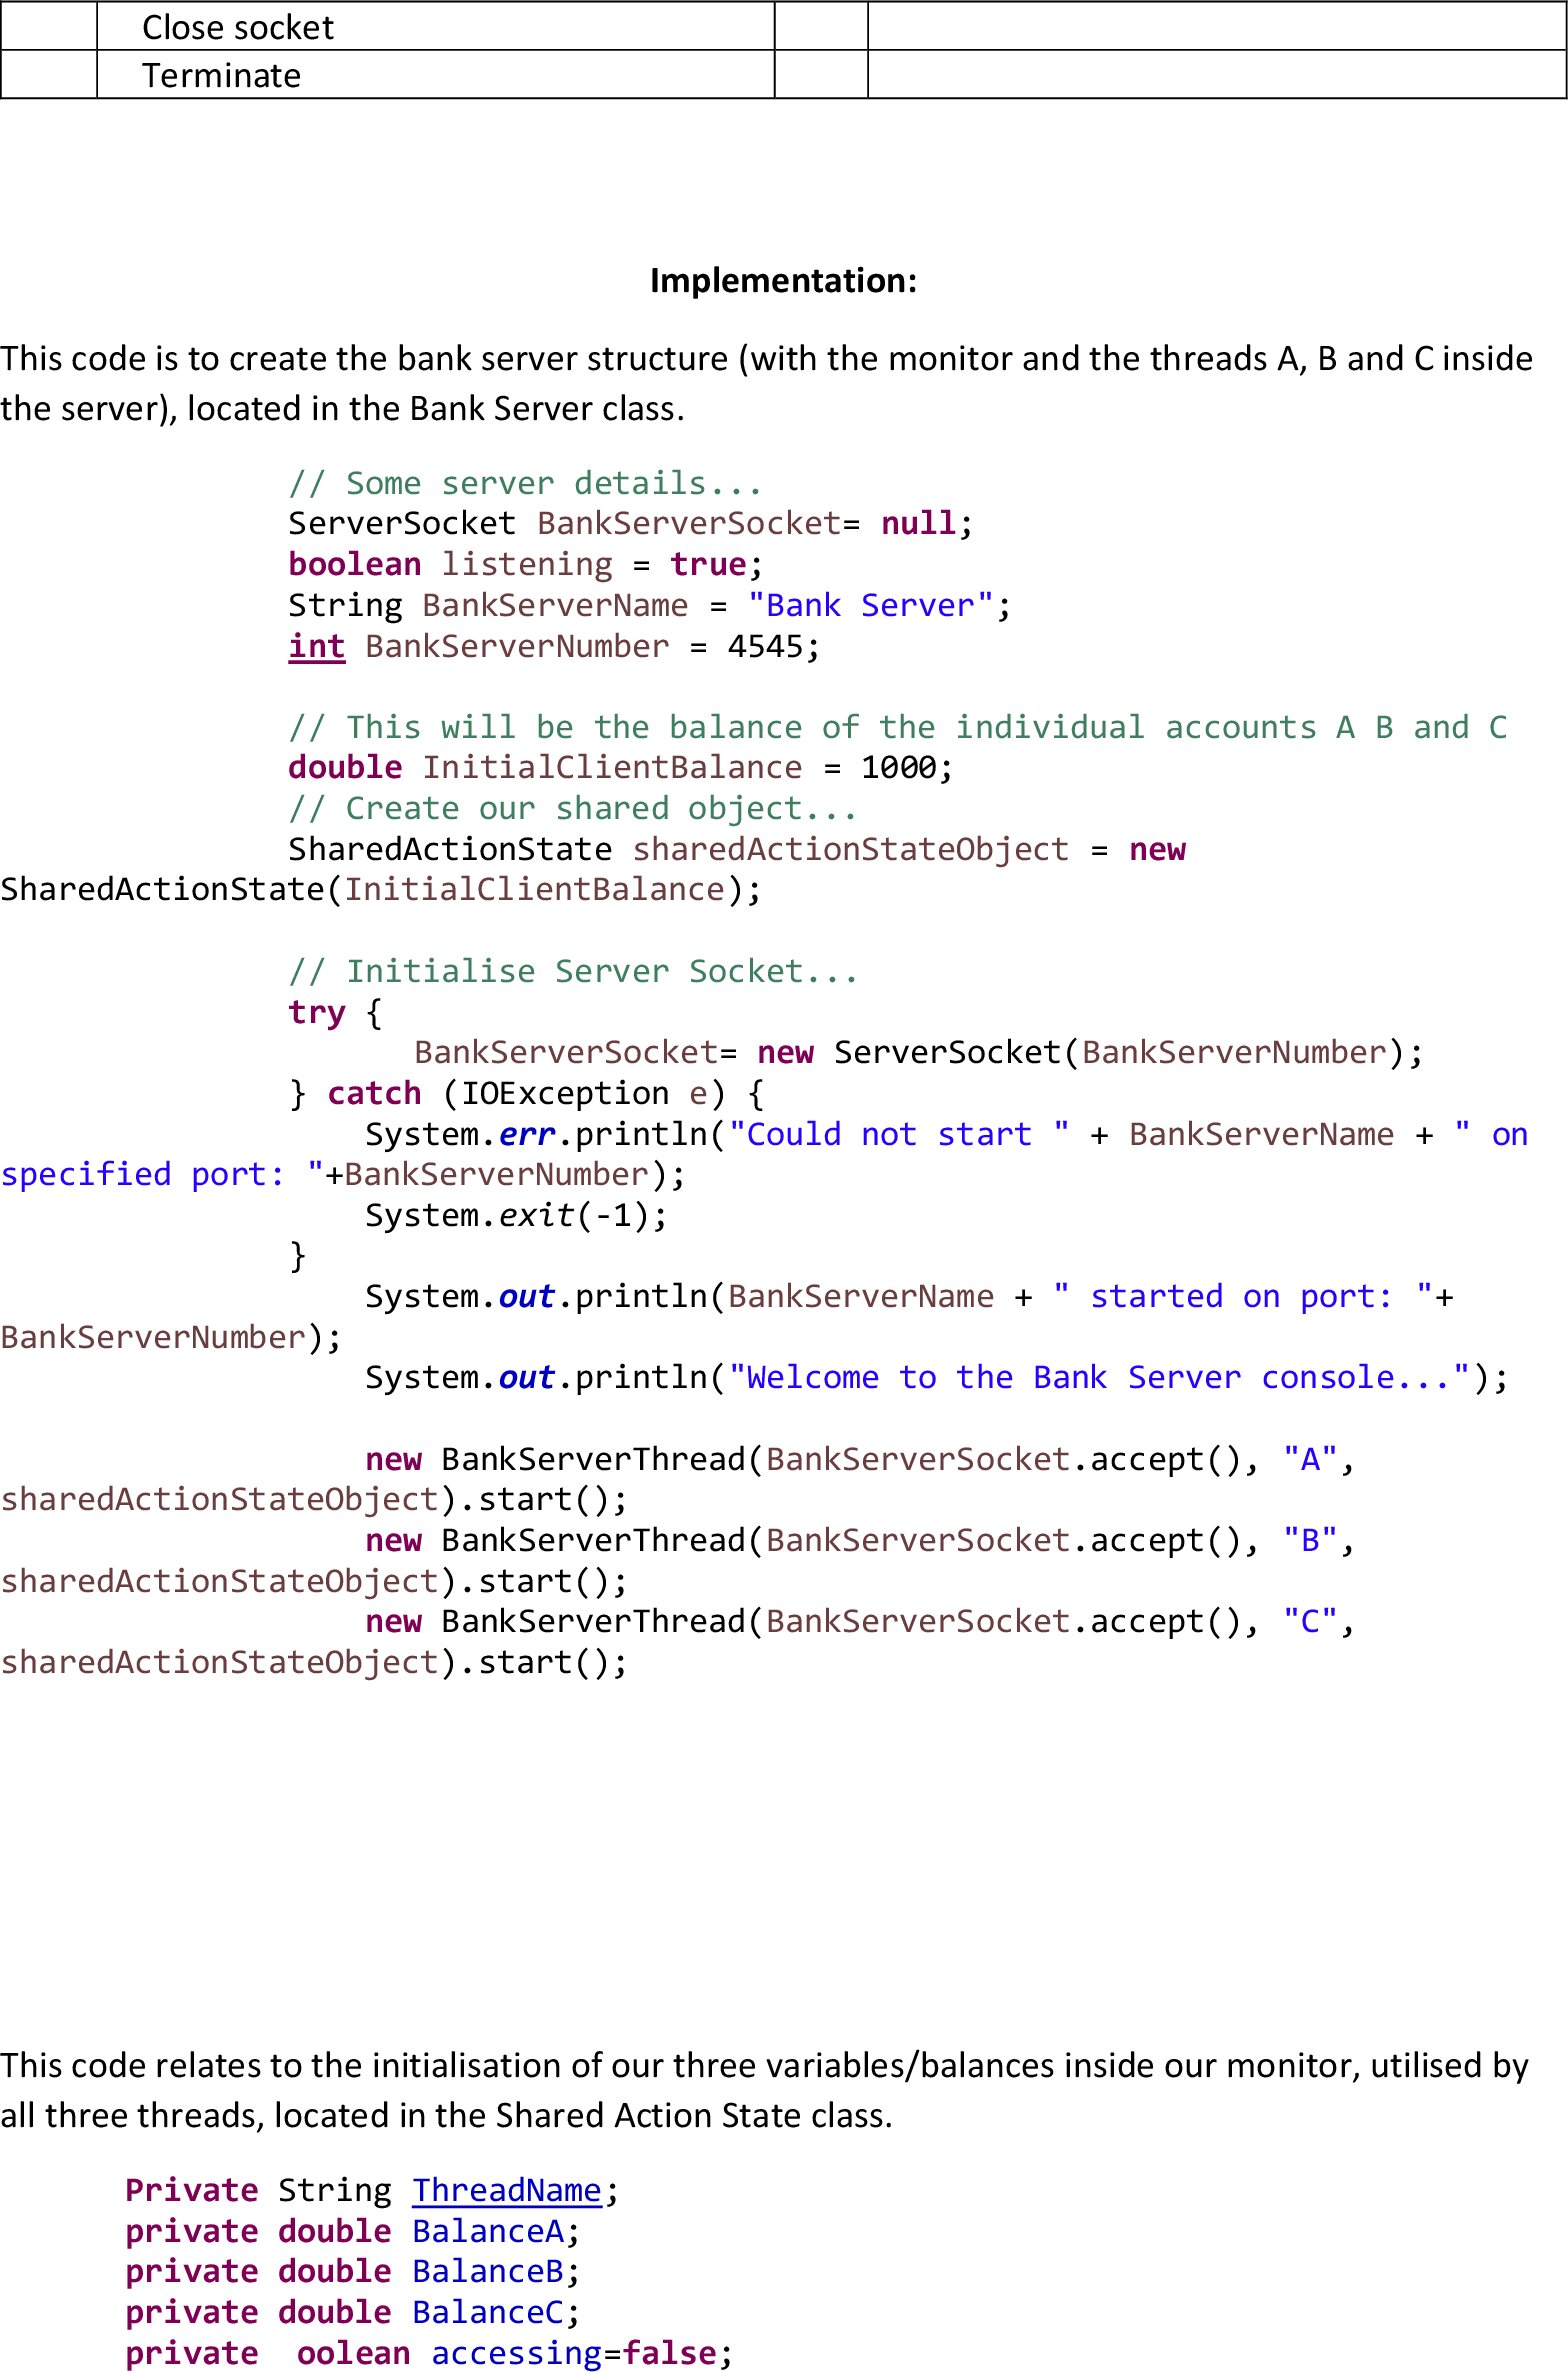 Close socket
Terminate
Implementation:
This code is to create the bank server structure (with the monitor and the threads A, B and C inside
the server), located in the Bank Server class.
// Some server details...
ServerSocket BankServerSocket= null;
boolean listening = true;
String BankServerName = "Bank Server";
int BankServerNumber = 4545;
// This will be the balance of the individual accounts A B and C
double InitialClientBalance = 1000;
// Create our shared object...
SharedActionState sharedActionStateObject = new
SharedActionState(InitialClientBalance);
// Initialise Server Socket...
try {
BankServerSocket= new ServerSocket(BankServerNumber);
} catch (IOException e) {
System.err.println("Could not start " + BankServerName + " on
specified port: "+BankServerNumber);
System.exit(-1);
}
System.out.println(BankServerName + " started on port: "+
BankServerNumber);
System.out.println("Welcome to the Bank Server console...");
new BankServerThread(BankServerSocket.accept(), "A",
sharedActionStateObject).start();
new BankServerThread(BankServerSocket.accept(), "B",
sharedActionStateObject).start();
new BankServerThread(BankServerSocket.accept(), "C",
sharedActionStateObject).start();
This code relates to the initialisation of our three variables/balances inside our monitor, utilised by
all three threads, located in the Shared Action State class.
Private String ThreadName;
private double BalanceA;
private double BalanceB;
private double BalanceC;
private  oolean accessing=false;